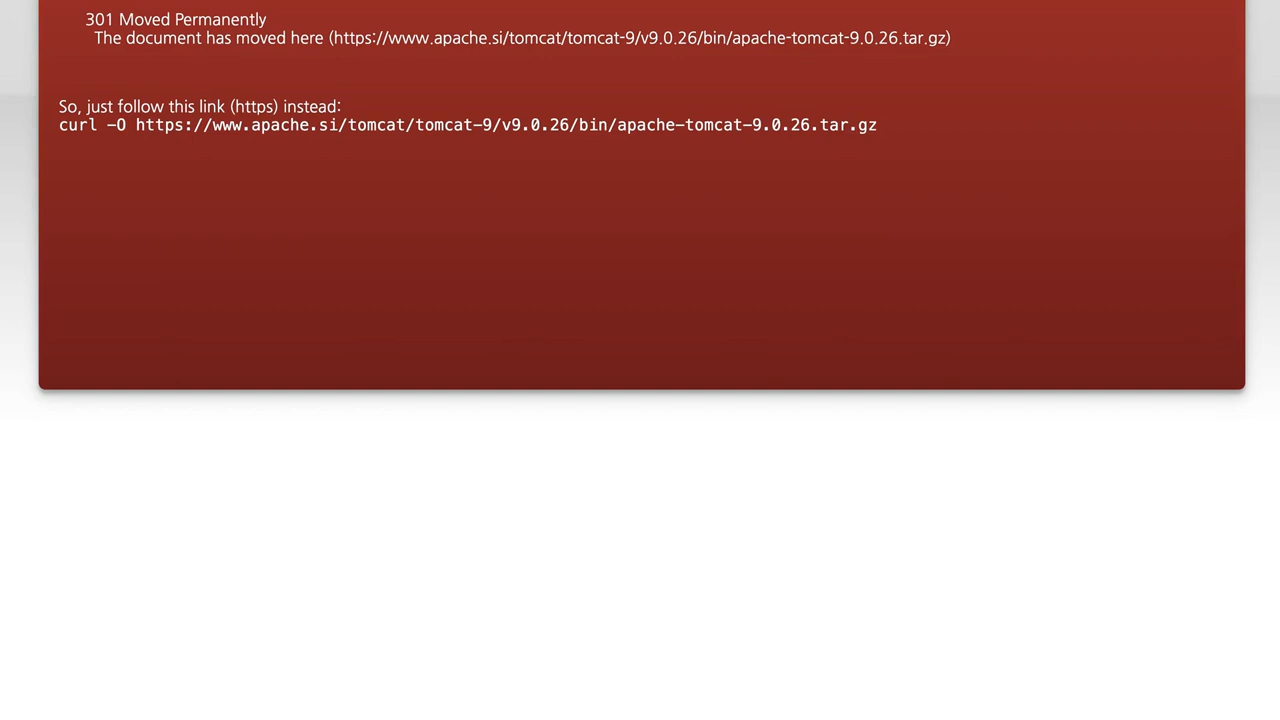 301 Moved Permanently
The document has moved here (https://www.apache.si/tomcat/tomcat-9/v9.0.26/bin/apache-tomcat-9.0.26.tar.gz)
So, just follow this link (https) instead:
curl -O https://www.apache.si/tomcat/tomcat-9/v9.0.26/bin/apache-tomcat-9.0.26.tar.gz